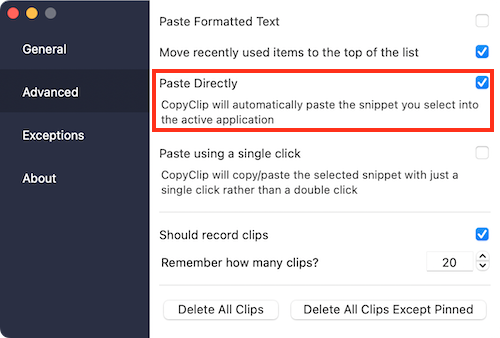 Paste Formatted Text
General
Move recently used items to the top of the list
Advanced
Paste Directly
CopyClip will automatically paste the snippet you select into
the active application
Exceptions
Paste using a single click
About
CopyClip will copy/paste the selected snippet with just a
single click rather than a double click
Should record clips
Remember how many clips? 20
Delete All Clips
Delete All Clips Except Pinned